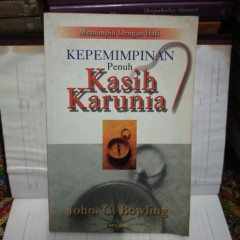 Memimpin Dengan Hati
KEPEMIMPINAN
Penuh
Kasih
Karunia
John. C. Bowling